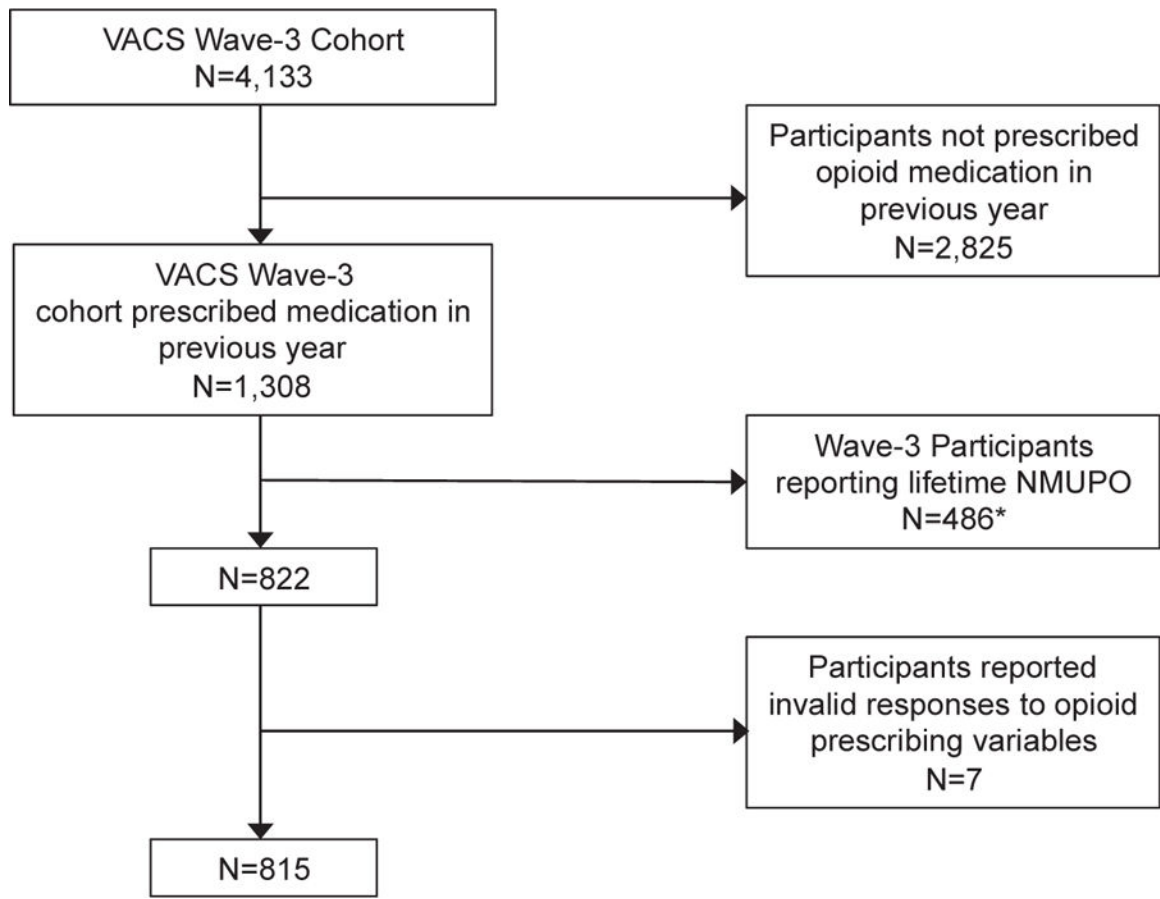 VACS Wave-3 Cohort
N=4,133
Participants not prescribed
opioid medication in
previous year
N=2,825
VACS Wave-3
cohort prescribed medication in
previous year
N=1,308
Wave-3 Participants
reporting lifetime NMUPO
N=486*
N=822
Participants reported
invalid responses to opioid
prescribing variables
N=7
N=815